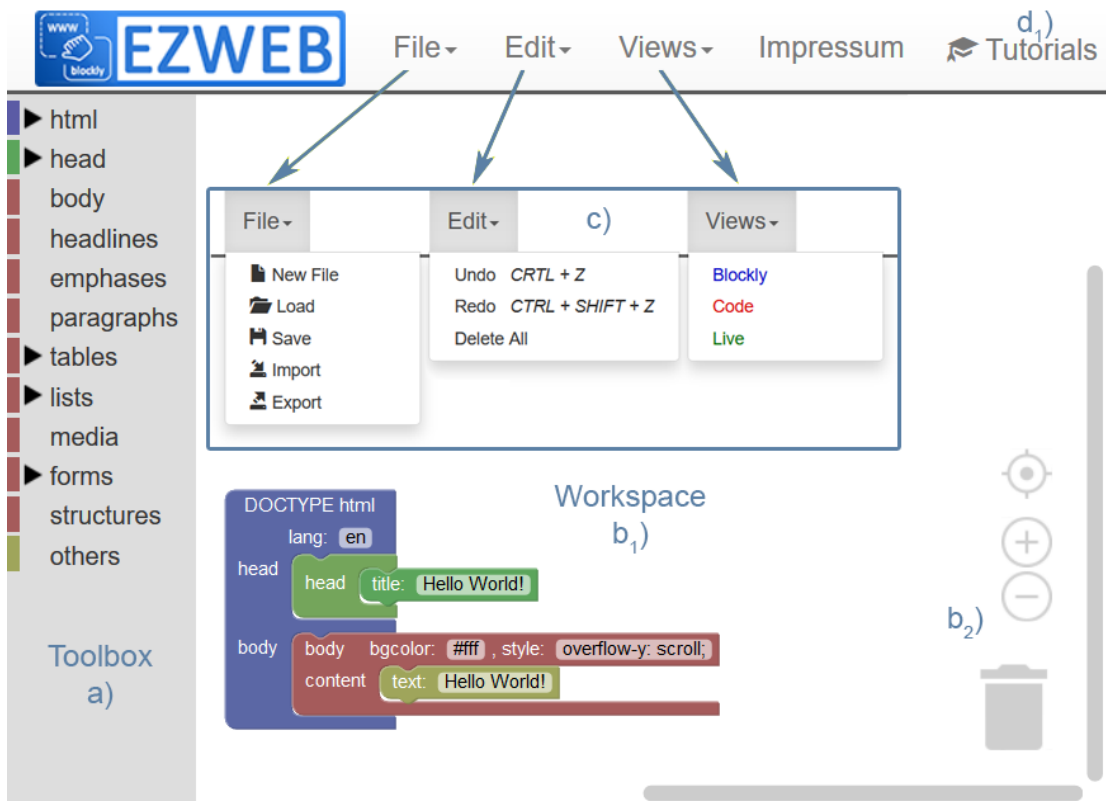 www
blockly
EZWEB
File
Edit
Views
Impressum
d1)
Tutorials
html
head
body
headlines
emphases
paragraphs
tables
lists
media
forms
structures
others
Toolbox
a)
File
Edit
c)
Views
New File
Load
Save
Import
Export
Undo CRTL + Z
Redo CTRL + SHIFT + Z
Delete All
Blockly
Code
Live
Workspace
b1)
DOCTYPE html
lang: en
head
head title: Hello World!
body
body bgcolor: #fff , style: overflow-y: scroll;
content text: Hello World!
b2)